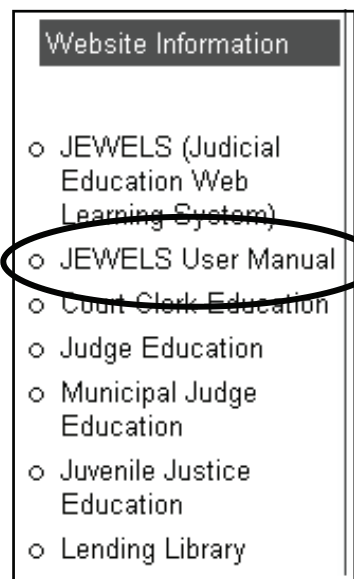 Website Information
o JEWELS (Judicial
Education Web
Learning System)
o JEWELS User Manual
o Court Clerk Education
o Judge Education
o Municipal Judge
Education
o Juvenile Justice
Education
o Lending Library